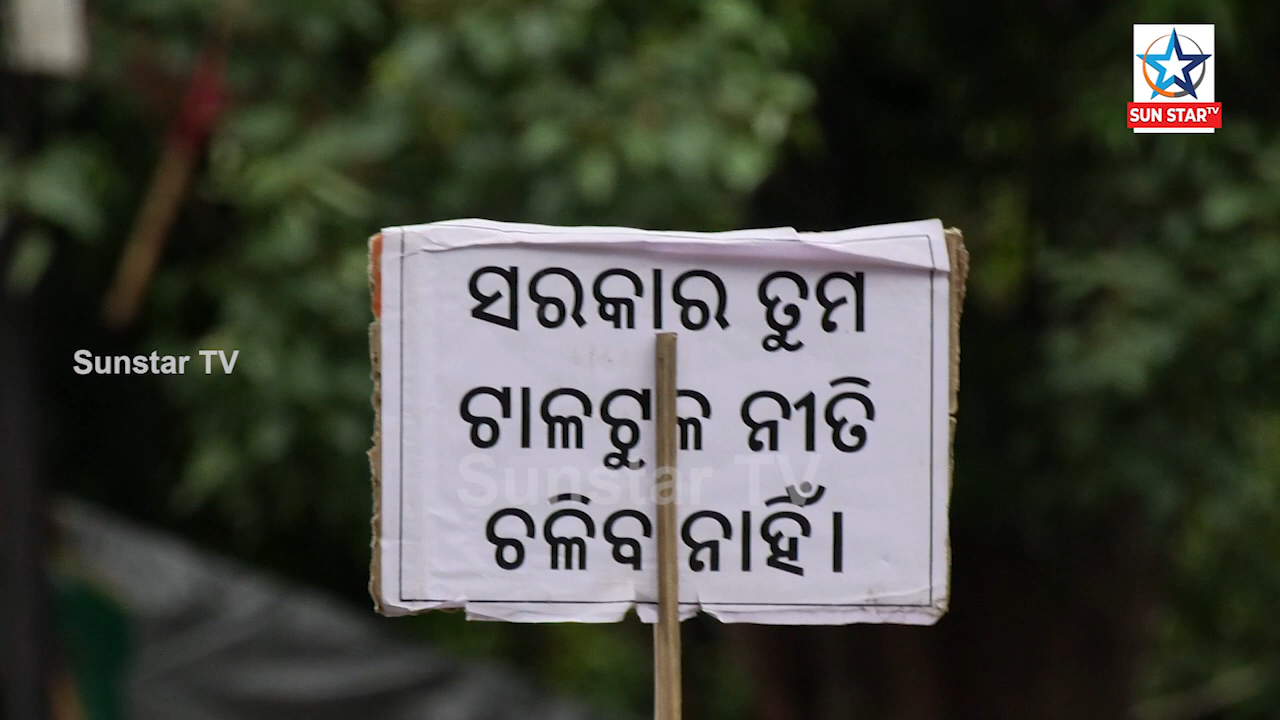 SUN STAR TV
ସରକାର ତୁମ
Sunstar TV
ଟାଳଟୁଳ ନୀତି
Sunstar TV
ଚଳିବ ନାହିଁ।